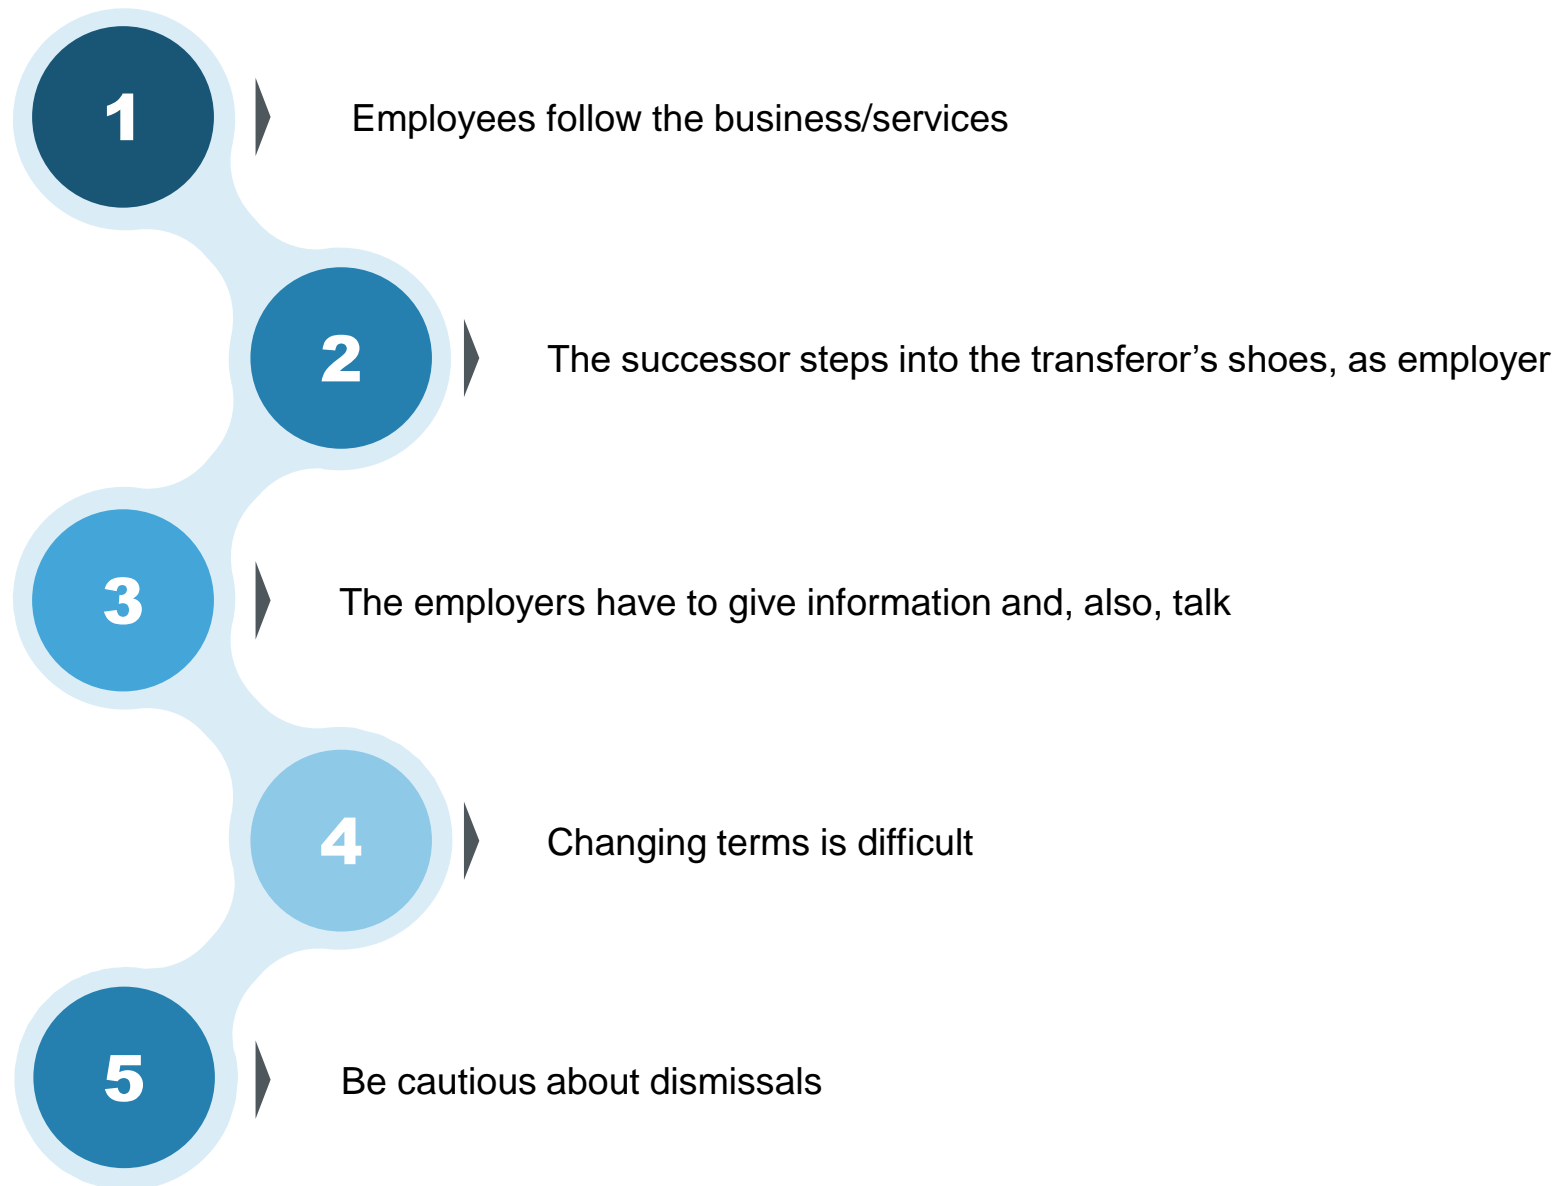 1
Employees follow the business/services
2
The successor steps into the transferor’s shoes, as employer
3
The employers have to give information and, also, talk
4
Changing terms is difficult
5
Be cautious about dismissals